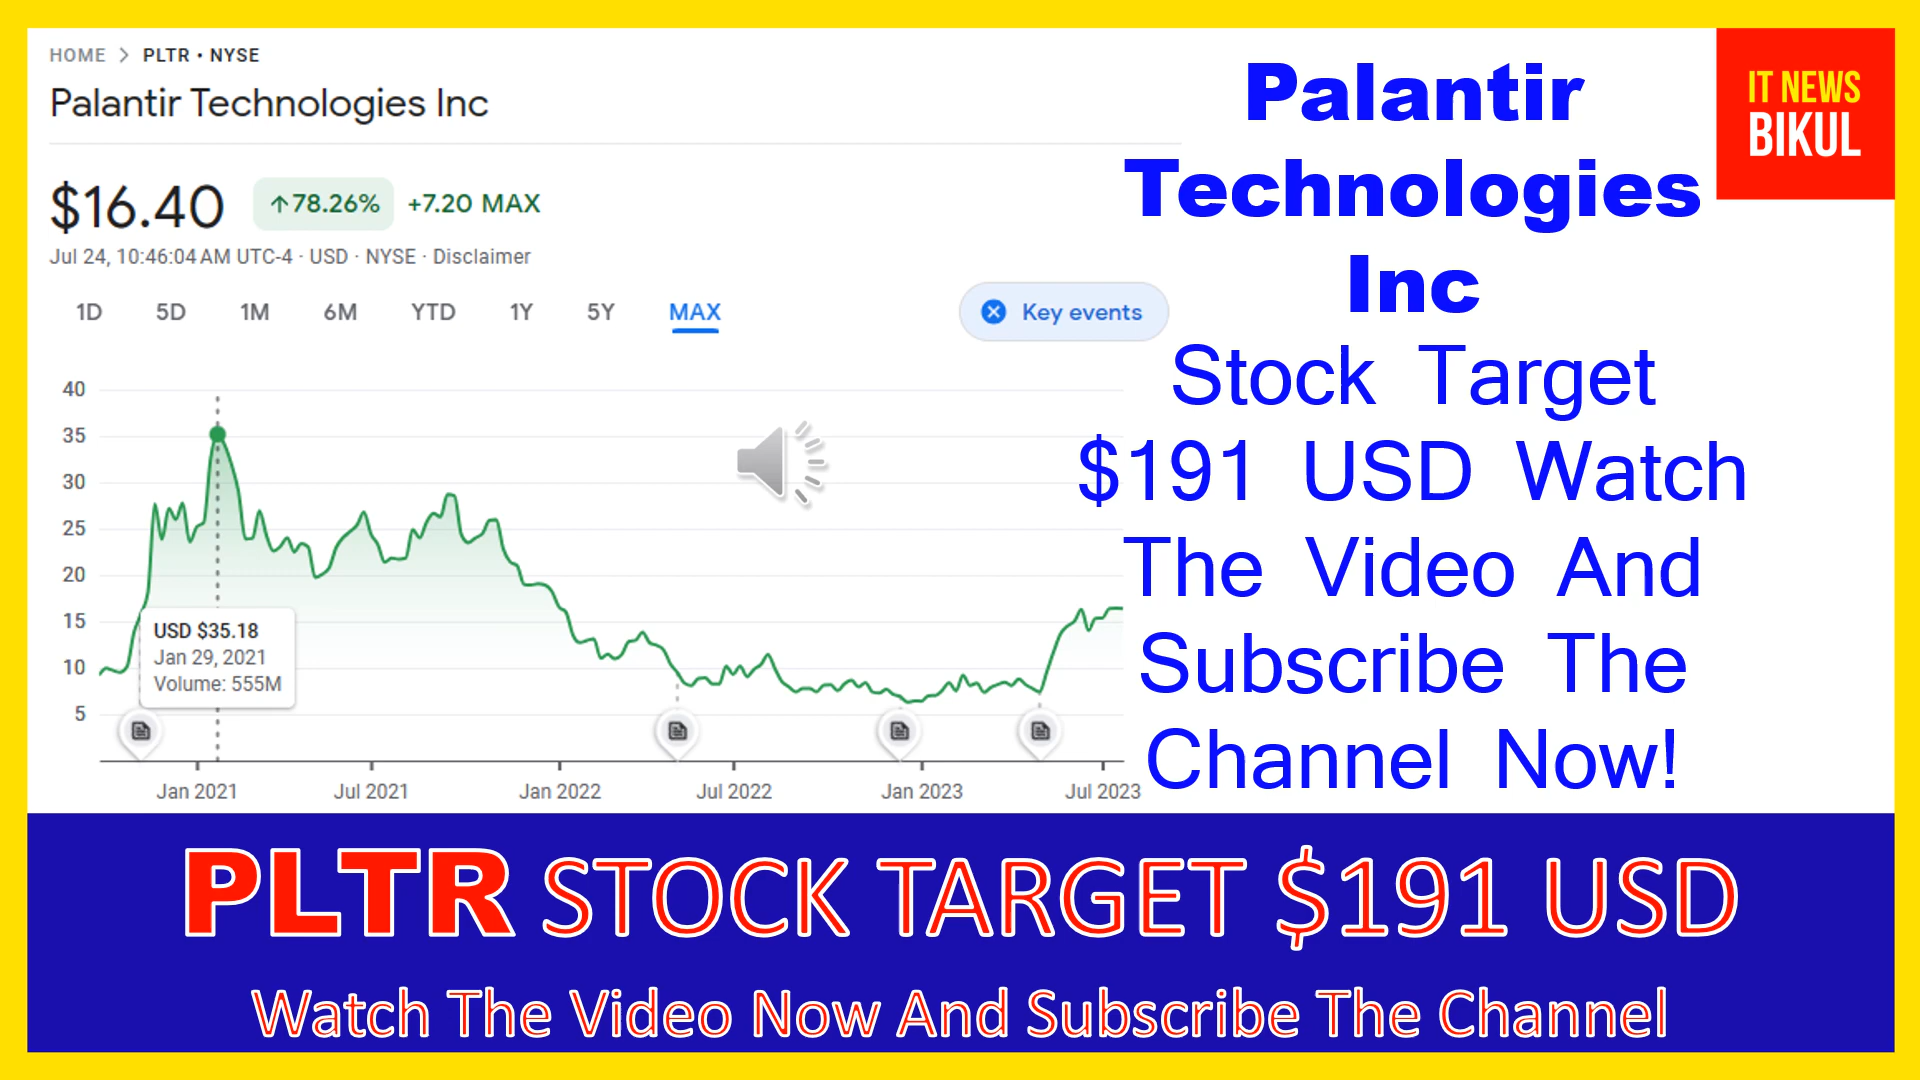 HOME > PLTR • NYSE
Palantir Technologies Inc
$16.40 ↑78.26% +7.20 MAX
Jul 24, 10:46:04 AM UTC-4 · USD · NYSE · Disclaimer
1D 5D 1M 6M YTD 1Y 5Y MAX
Key events
40
35
30
25
20
15
10
5
USD $35.18
Jan 29, 2021
Volume: 555M
Jan 2021 Jul 2021 Jan 2022 Jul 2022 Jan 2023 Jul 2023
Palantir
Technologies
Inc
Stock Target
$191 USD Watch
The Video And
Subscribe The
Channel Now!
IT NEWS
BIKUL
PLTR STOCK TARGET $191 USD
Watch The Video Now And Subscribe The Channel